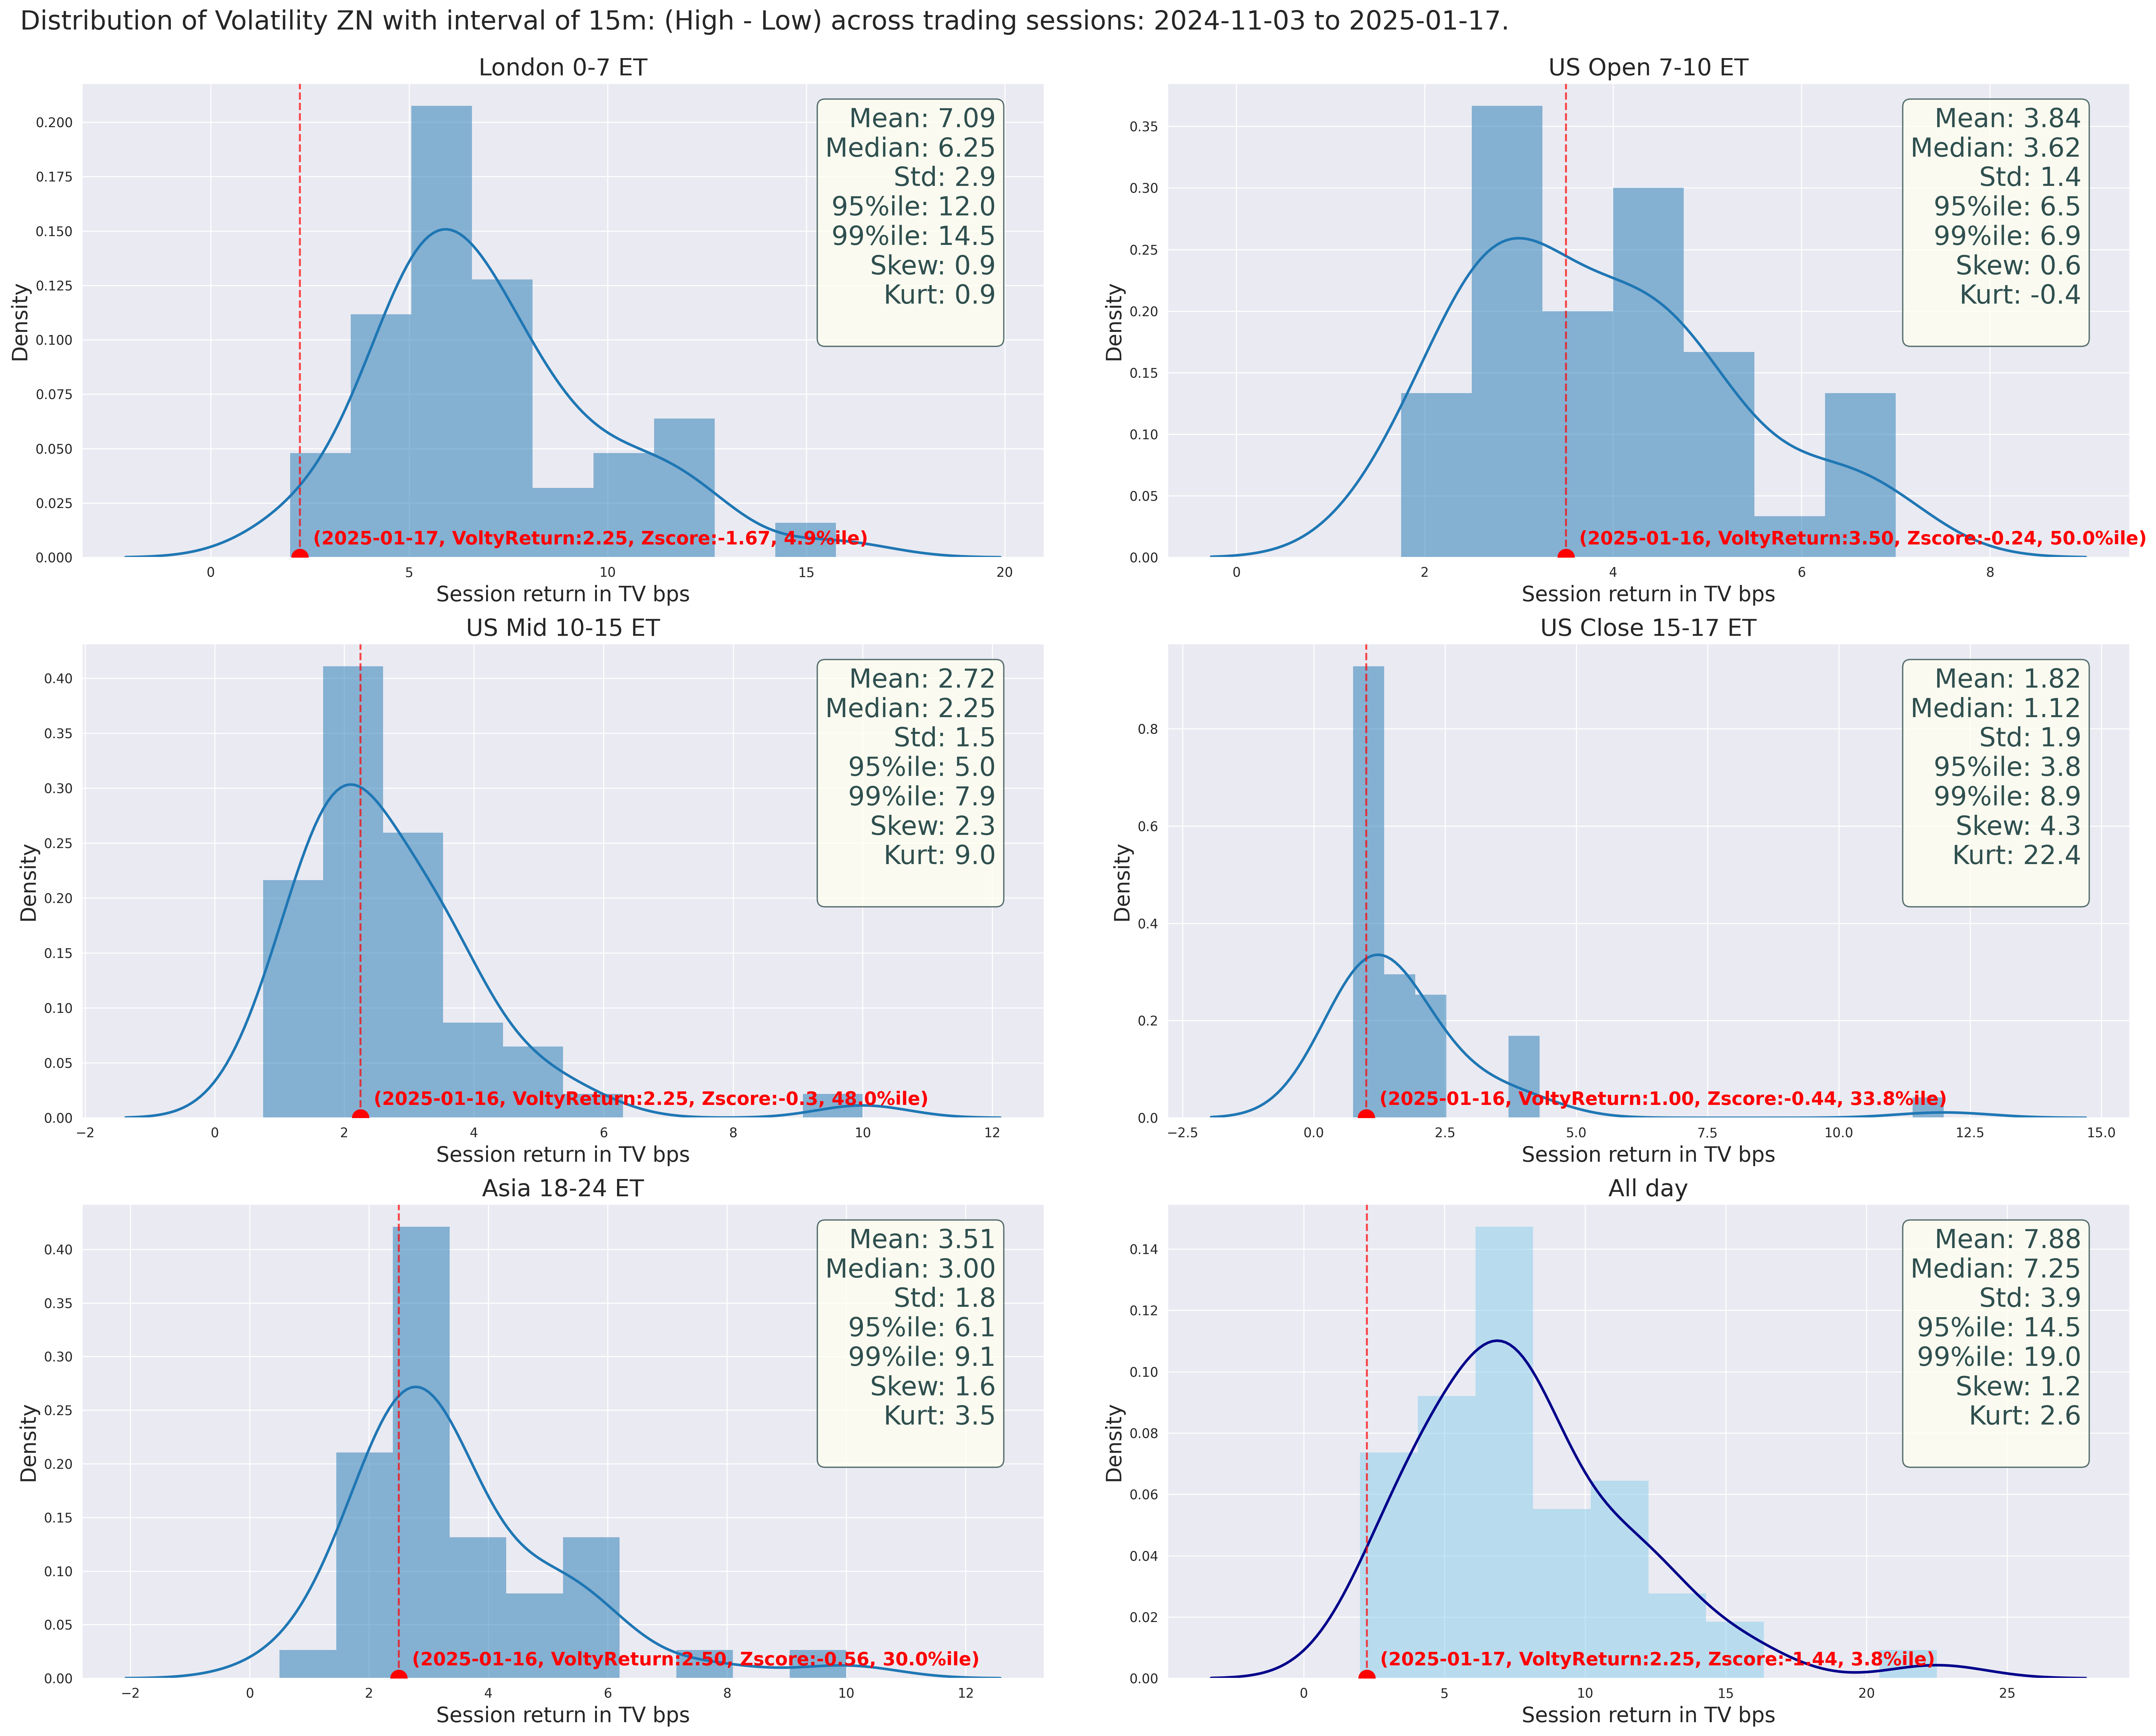 Distribution of Volatility ZN with interval of 15m: (High - Low) across trading sessions: 2024-11-03 to 2025-01-17.
London 0-7 ET
Density
0.200
0.175
0.150
0.125
0.100
0.075
0.050
0.025
0.000
Mean: 7.09
Median: 6.25
Std: 2.9
95%ile: 12.0
99%ile: 14.5
Skew: 0.9
Kurt: 0.9
(2025-01-17, VoltyReturn:2.25, Zscore:-1.67, 4.9%ile)
0 5 10 15 20
Session return in TV bps
US Open 7-10 ET
Density
0.35
0.30
0.25
0.20
0.15
0.10
0.05
0.00
Mean: 3.84
Median: 3.62
Std: 1.4
95%ile: 6.5
99%ile: 6.9
Skew: 0.6
Kurt: -0.4
(2025-01-16, VoltyReturn:3.50, Zscore:-0.24, 50.0%ile)
0 2 4 6 8
Session return in TV bps
US Mid 10-15 ET
Density
0.40
0.35
0.30
0.25
0.20
0.15
0.10
0.05
0.00
Mean: 2.72
Median: 2.25
Std: 1.5
95%ile: 5.0
99%ile: 7.9
Skew: 2.3
Kurt: 9.0
(2025-01-16, VoltyReturn:2.25, Zscore:-0.3, 48.0%ile)
−2 0 2 4 6 8 10 12
Session return in TV bps
US Close 15-17 ET
Density
0.8
0.6
0.4
0.2
0.0
Mean: 1.82
Median: 1.12
Std: 1.9
95%ile: 3.8
99%ile: 8.9
Skew: 4.3
Kurt: 22.4
(2025-01-16, VoltyReturn:1.00, Zscore:-0.44, 33.8%ile)
−2.5 0.0 2.5 5.0 7.5 10.0 12.5 15.0
Session return in TV bps
Asia 18-24 ET
Density
0.40
0.35
0.30
0.25
0.20
0.15
0.10
0.05
0.00
Mean: 3.51
Median: 3.00
Std: 1.8
95%ile: 6.1
99%ile: 9.1
Skew: 1.6
Kurt: 3.5
(2025-01-16, VoltyReturn:2.50, Zscore:-0.56, 30.0%ile)
−2 0 2 4 6 8 10 12
Session return in TV bps
All day
Density
0.14
0.12
0.10
0.08
0.06
0.04
0.02
0.00
Mean: 7.88
Median: 7.25
Std: 3.9
95%ile: 14.5
99%ile: 19.0
Skew: 1.2
Kurt: 2.6
(2025-01-17, VoltyReturn:2.25, Zscore:-1.44, 3.8%ile)
0 5 10 15 20 25
Session return in TV bps